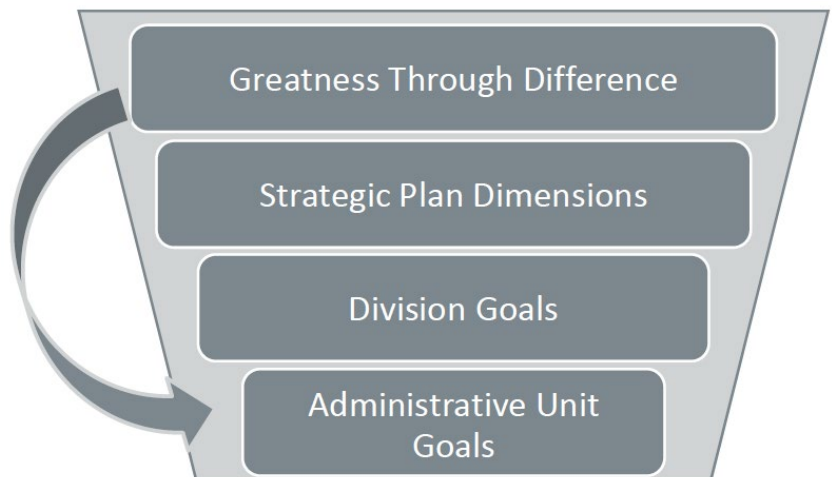 Greatness Through Difference
Strategic Plan Dimensions
Division Goals
Administrative Unit
Goals